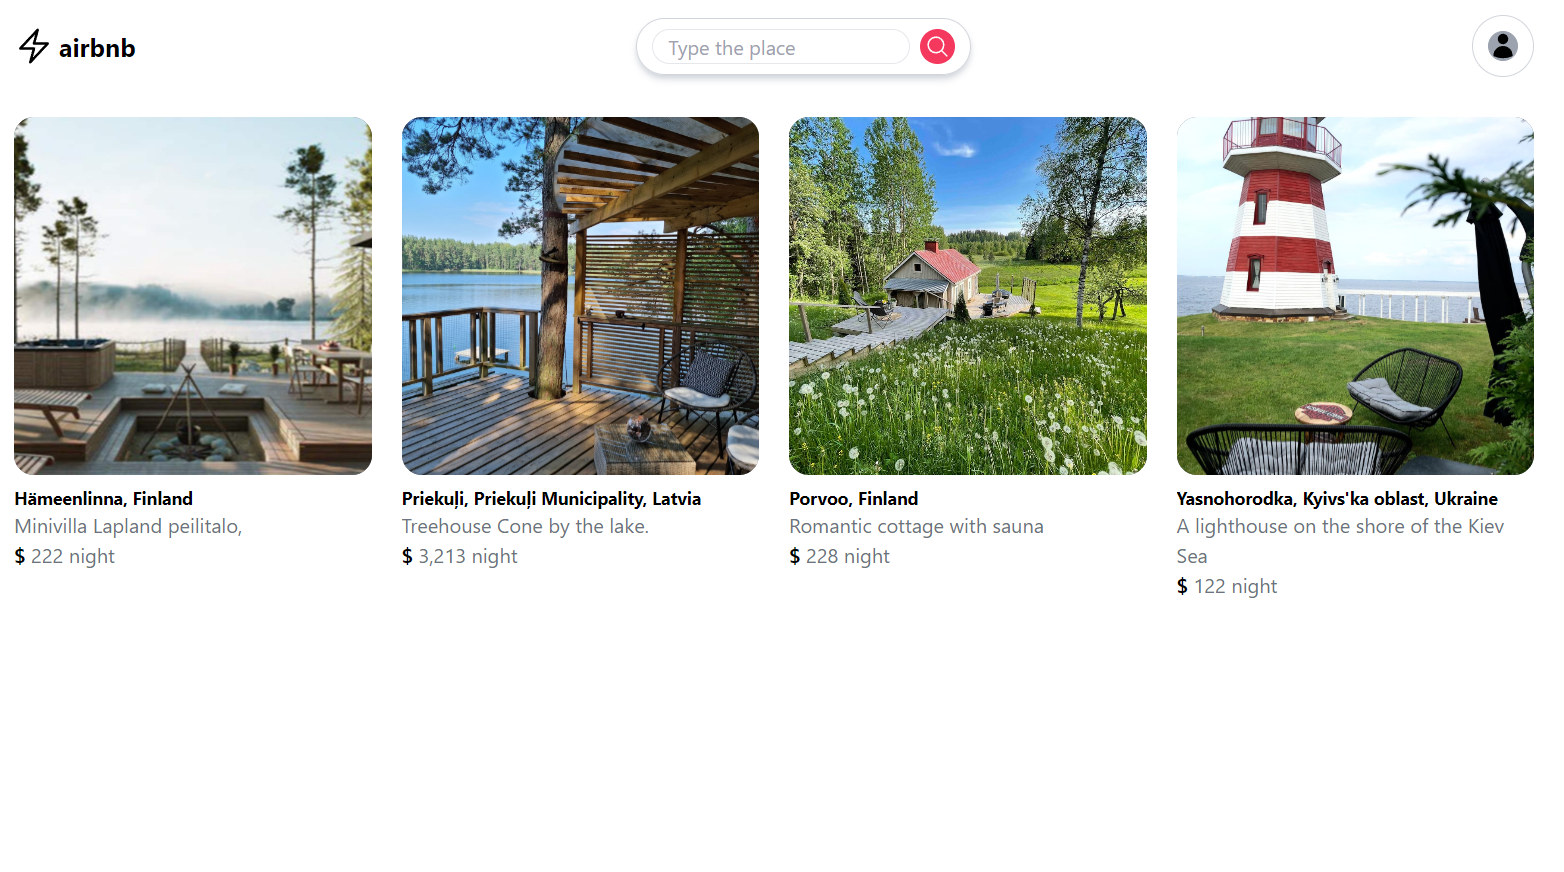 airbnb
Type the place
Hämeenlinna, Finland
Minivilla Lapland peilitalo,
$ 222 night
Priekuļi, Priekuļi Municipality, Latvia
Treehouse Cone by the lake.
$ 3,213 night
Porvoo, Finland
Romantic cottage with sauna
$ 228 night
Yasnohorodka, Kyivs'ka oblast, Ukraine
A lighthouse on the shore of the Kiev
Sea
$ 122 night